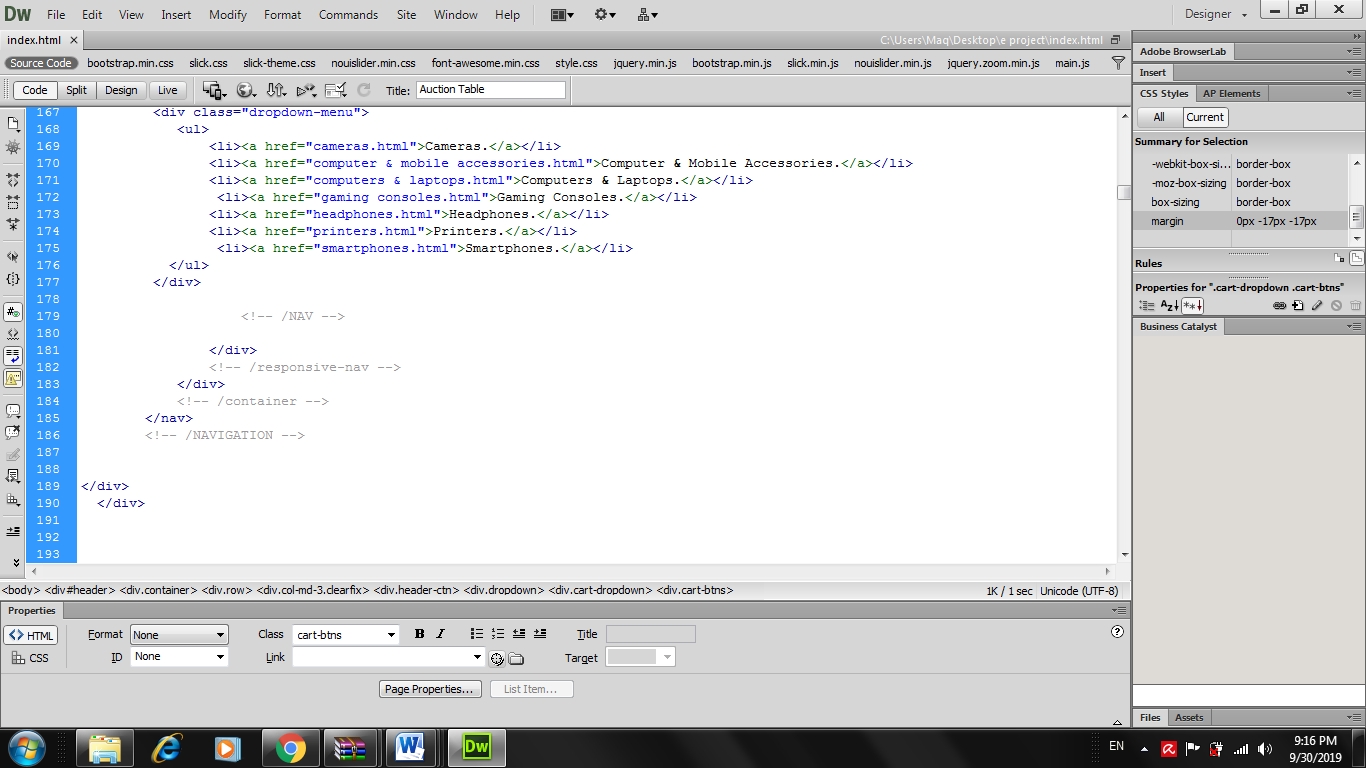 Dw File Edit View Insert Modify Format Commands Site Window Help Designer
index.html C:\Users\Maq\Desktop\e project\index.html
Source Code bootstrap.min.css slick.css slick-theme.css nouislider.min.css font-awesome.min.css style.css jquery.min.js bootstrap.min.js slick.min.js nouislider.min.js jquery.zoom.min.js main.js
Code Split Design Live Title: Auction Table
167 <div class="dropdown-menu">
168 <ul>
169 <li><a href="cameras.html">Cameras.</a></li>
170 <li><a href="computer & mobile accessories.html">Computer & Mobile Accessories.</a></li>
171 <li><a href="computers & laptops.html">Computers & Laptops.</a></li>
172 <li><a href="gaming consoles.html">Gaming Consoles.</a></li>
173 <li><a href="headphones.html">Headphones.</a></li>
174 <li><a href="printers.html">Printers.</a></li>
175 <li><a href="smartphones.html">Smartphones.</a></li>
176 </ul>
177 </div>
178
179 <!-- /NAV -->
180
181 </div>
182 <!-- /responsive-nav -->
183 </div>
184 <!-- /container -->
185 </nav>
186 <!-- /NAVIGATION -->
187
188
189 </div>
190 </div>
191
192
193
<body> <div#header> <div.container> <div.row> <div.col-md-3.clearfix> <div.header-ctn> <div.dropdown> <div.cart-dropdown> <div.cart-btns> 1K / 1 sec Unicode (UTF-8)
Properties
HTML Format None Class cart-btns B I Title
CSS ID None Link Target
Page Properties... List Item...
Adobe BrowserLab
Insert
CSS Styles AP Elements
All Current
Summary for Selection
-webkit-box-si... border-box
-moz-box-sizing border-box
box-sizing border-box
margin 0px -17px -17px
Rules
Properties for ".cart-dropdown .cart-btns"
Az
Business Catalyst
Files Assets
W Dw EN 9:16 PM
9/30/2019